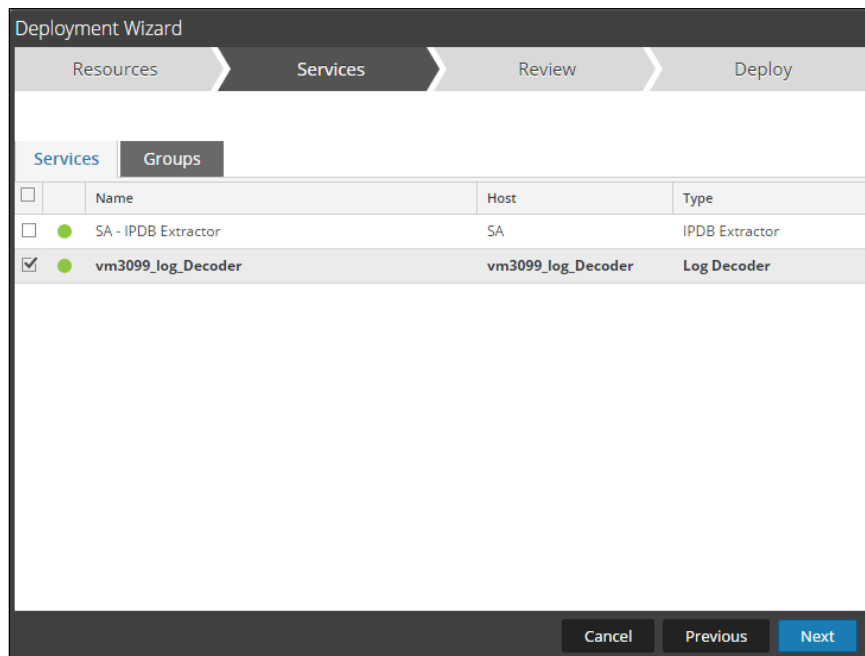 Deployment Wizard
Resources Services Review Deploy
Services Groups
Name Host Type
SA - IPDB Extractor SA IPDB Extractor
vm3099_log_Decoder vm3099_log_Decoder Log Decoder
Cancel Previous Next